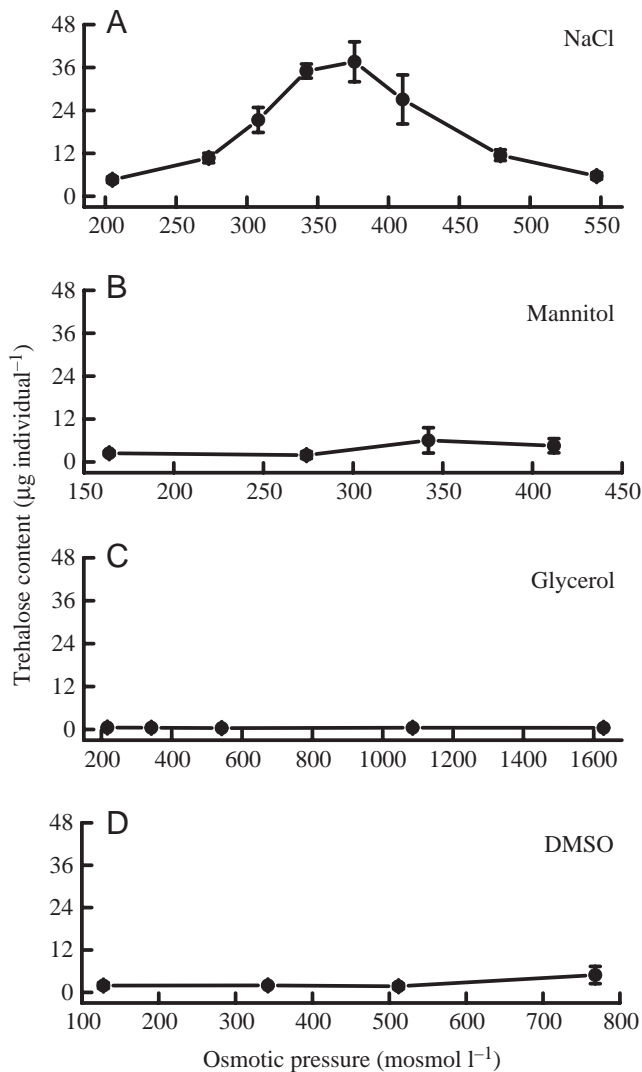 A
NaCl
48
36
24
12
0
200 250 300 350 400 450 500 550
B
Mannitol
48
36
24
12
0
150 200 250 300 350 400 450
Trehalose content (μg individual⁻¹)
C
Glycerol
48
36
24
12
0
200 400 600 800 1000 1200 1400 1600
D
DMSO
48
36
24
12
0
100 200 300 400 500 600 700 800
Osmotic pressure (mosmol l⁻¹)